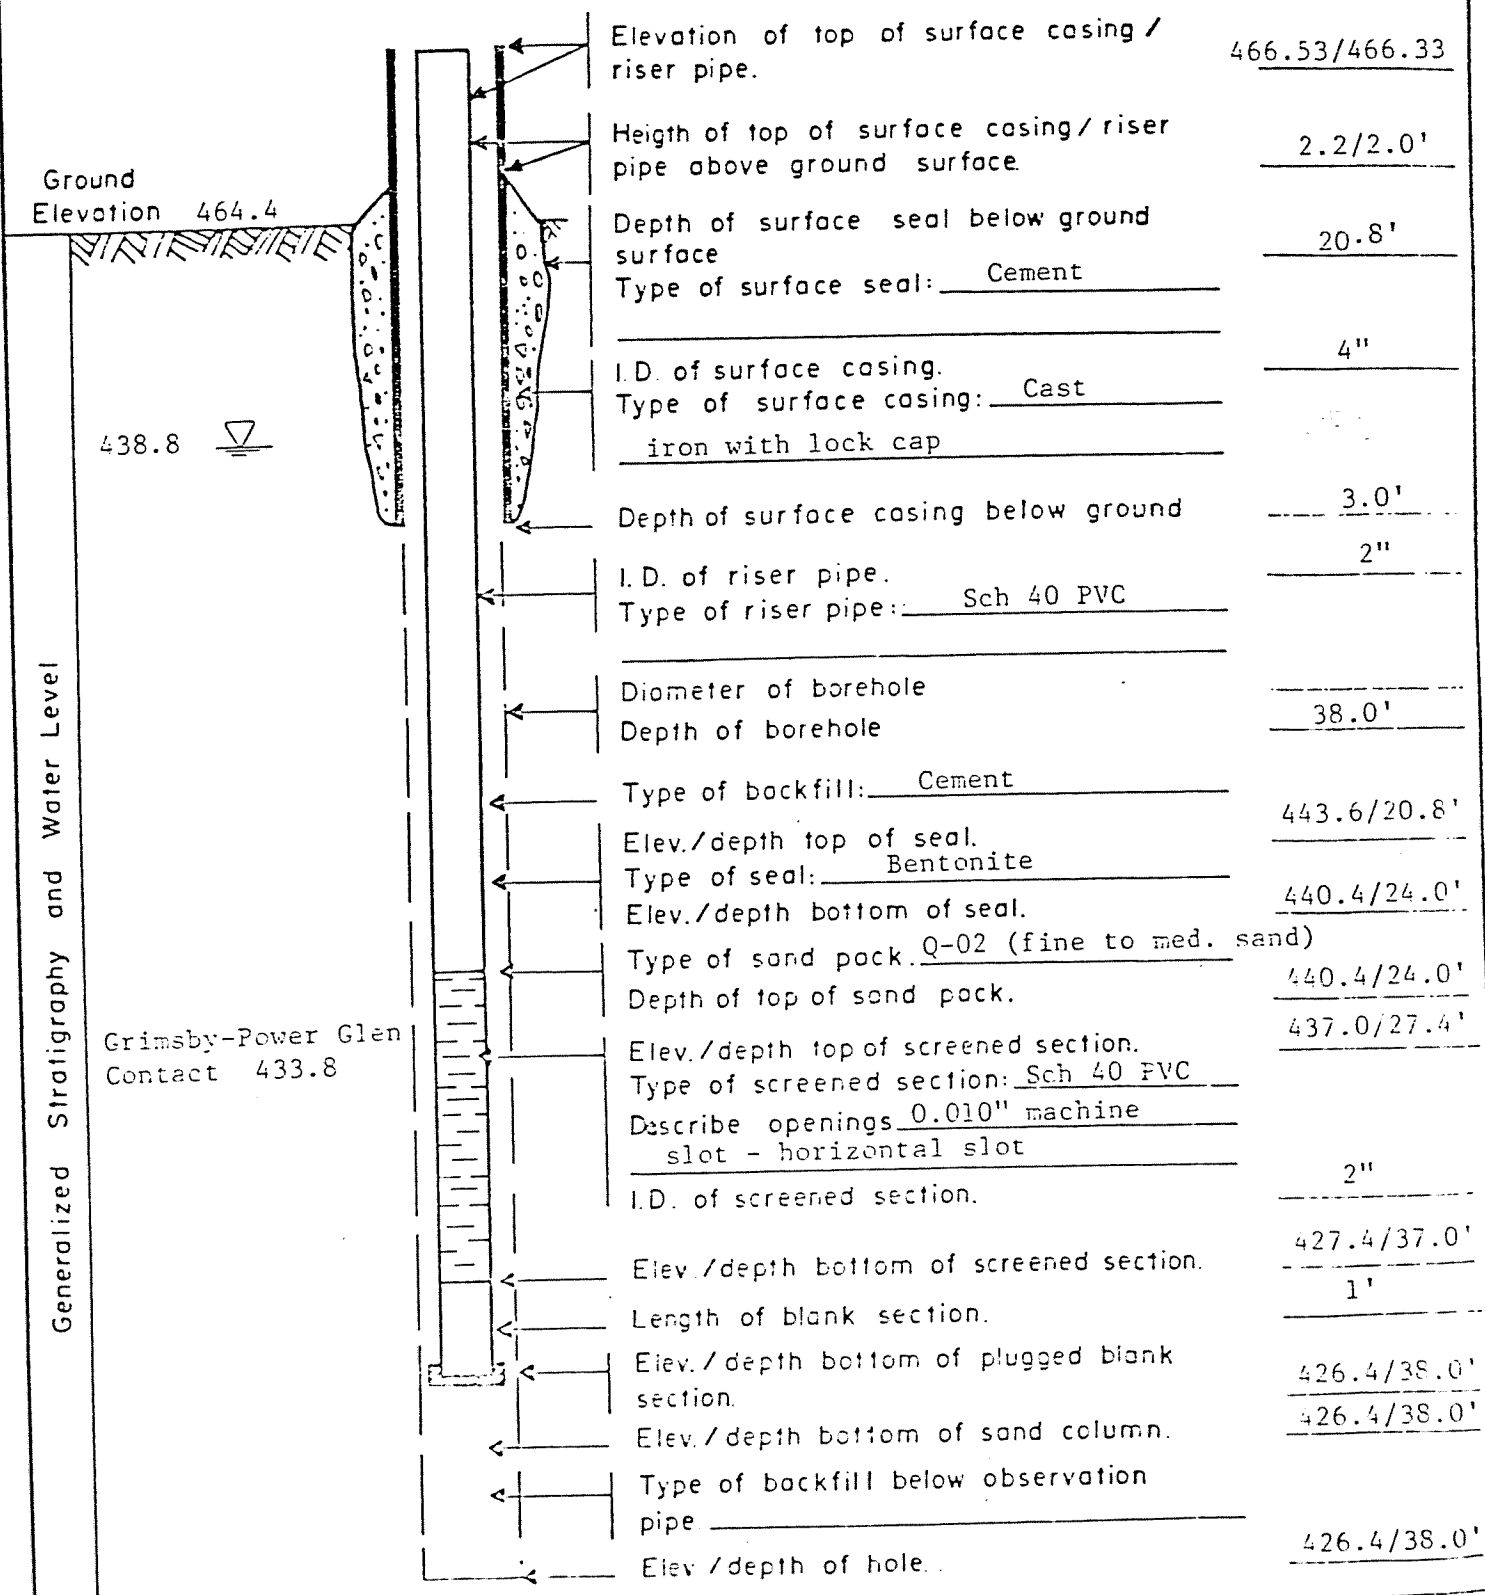 Elevation of top of surface casing /
riser pipe. 466.53/466.33
Heigth of top of surface casing / riser
pipe above ground surface. 2.2/2.0'
Ground
Elevation 464.4
Depth of surface seal below ground
surface 20.8'
Type of surface seal: Cement
I.D. of surface casing. 4"
Type of surface casing: Cast
iron with lock cap
438.8
Depth of surface casing below ground 3.0'
I.D. of riser pipe. 2"
Type of riser pipe: Sch 40 PVC
Diameter of borehole
Depth of borehole 38.0'
Type of backfill: Cement
Elev./depth top of seal. 443.6/20.8'
Type of seal: Bentonite
Elev./depth bottom of seal. 440.4/24.0'
Type of sand pack. Q-02 (fine to med. sand)
Depth of top of sand pack. 440.4/24.0'
Elev./depth top of screened section. 437.0/27.4'
Type of screened section: Sch 40 PVC
Describe openings 0.010" machine
slot - horizontal slot
I.D. of screened section. 2"
Grimsby-Power Glen
Contact 433.8
Elev./depth bottom of screened section. 427.4/37.0'
Length of blank section. 1'
Elev./depth bottom of plugged blank
section. 426.4/38.0'
Elev./depth bottom of sand column. 426.4/38.0'
Type of backfill below observation
pipe
Elev/depth of hole. 426.4/38.0'
Generalized Stratigraphy and Water Level